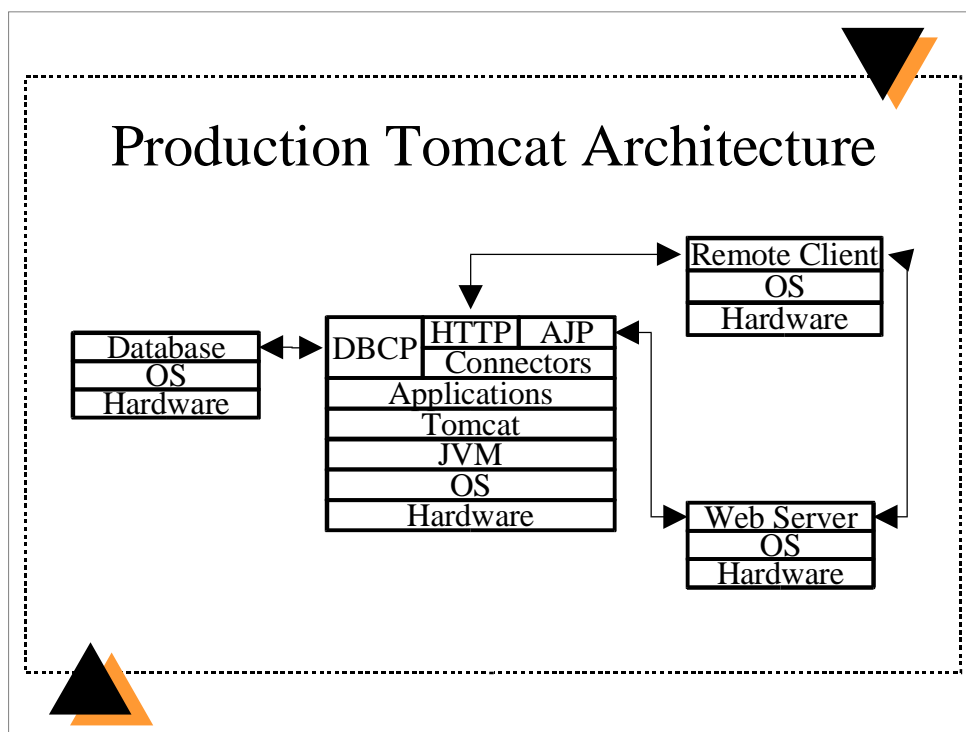 Production Tomcat Architecture
Remote Client
OS
Hardware
Database
OS
Hardware
DBCP
HTTP
AJP
Connectors
Applications
Tomcat
JVM
OS
Hardware
Web Server
OS
Hardware